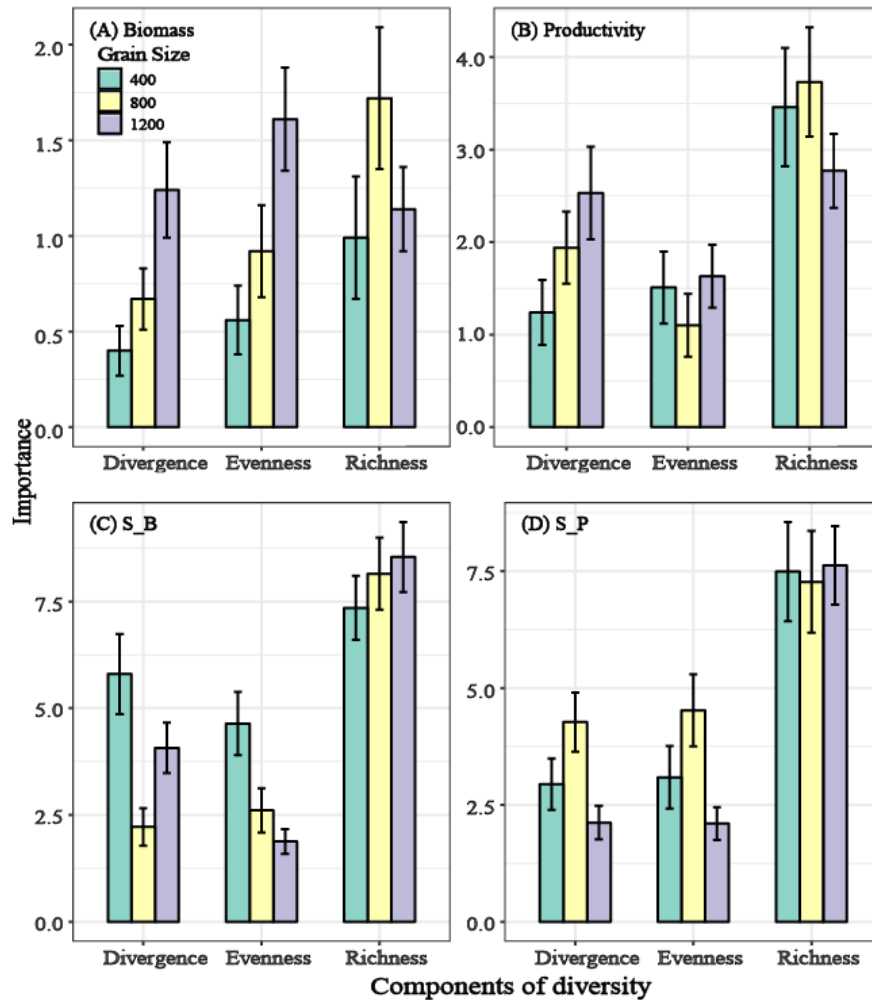 (A) Biomass
Grain Size
400
800
1200
2.0
1.5
1.0
0.5
0.0
Divergence Evenness Richness
(B) Productivity
4.0
3.0
2.0
1.0
0.0
Divergence Evenness Richness
Importance
(C) S_B
7.5
5.0
2.5
0.0
Divergence Evenness Richness
(D) S_P
7.5
5.0
2.5
0.0
Divergence Evenness Richness
Components of diversity